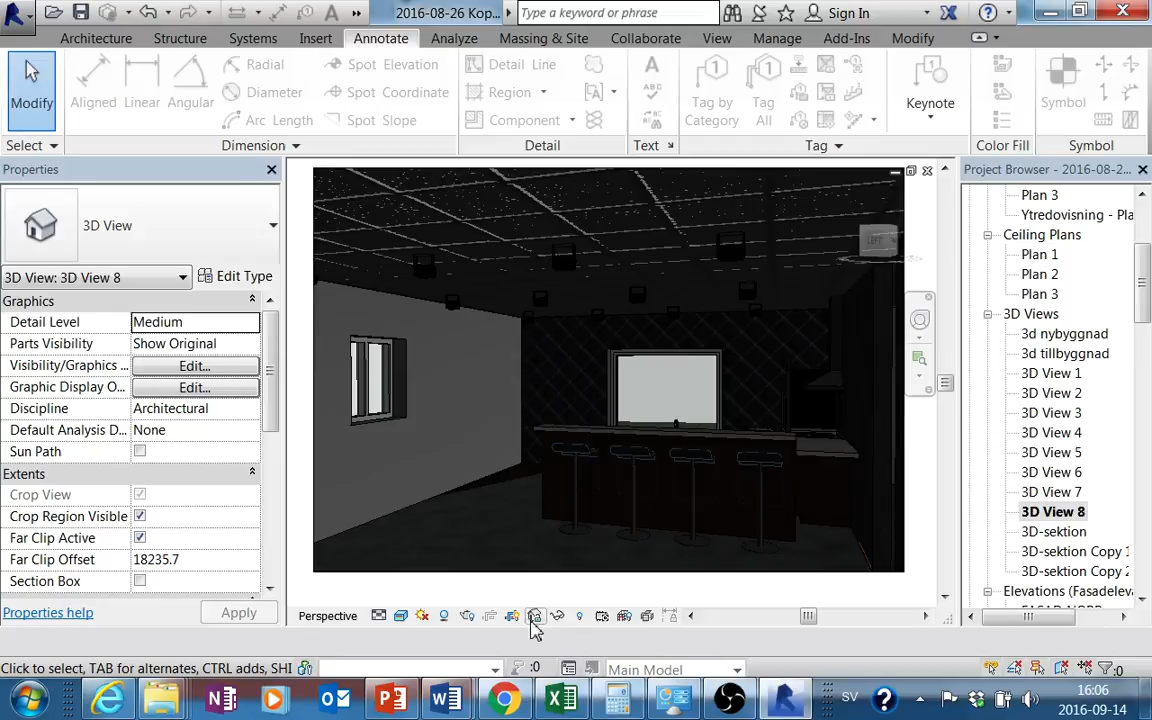 2016-08-26 Kop...
Type a keyword or phrase
Sign In
Architecture
Structure
Systems
Insert
Annotate
Analyze
Massing & Site
Collaborate
View
Manage
Add-Ins
Modify
Modify
Aligned
Linear
Angular
Radial
Diameter
Arc Length
Spot Elevation
Spot Coordinate
Spot Slope
Detail Line
Region
Component
Tag by Category
Tag All
Keynote
Symbol
Select
Dimension
Detail
Text
Tag
Color Fill
Symbol
Properties
3D View
3D View: 3D View 8
Edit Type
Graphics
Detail Level Medium
Parts Visibility Show Original
Visibility/Graphics ... Edit...
Graphic Display O... Edit...
Discipline Architectural
Default Analysis D... None
Sun Path
Extents
Crop View
Crop Region Visible
Far Clip Active
Far Clip Offset 18235.7
Section Box
Properties help
Apply
LEFT
Perspective
Project Browser - 2016-08-2...
Plan 3
Ytredovisning - Pla
Ceiling Plans
Plan 1
Plan 2
Plan 3
3D Views
3d nybyggnad
3d tillbyggnad
3D View 1
3D View 2
3D View 3
3D View 4
3D View 5
3D View 6
3D View 7
3D View 8
3D-sektion
3D-sektion Copy 1
3D-sektion Copy 2
Elevations (Fasadelev
Click to select, TAB for alternates, CTRL adds, SHI
:0
Main Model
:0
SV
16:06
2016-09-14